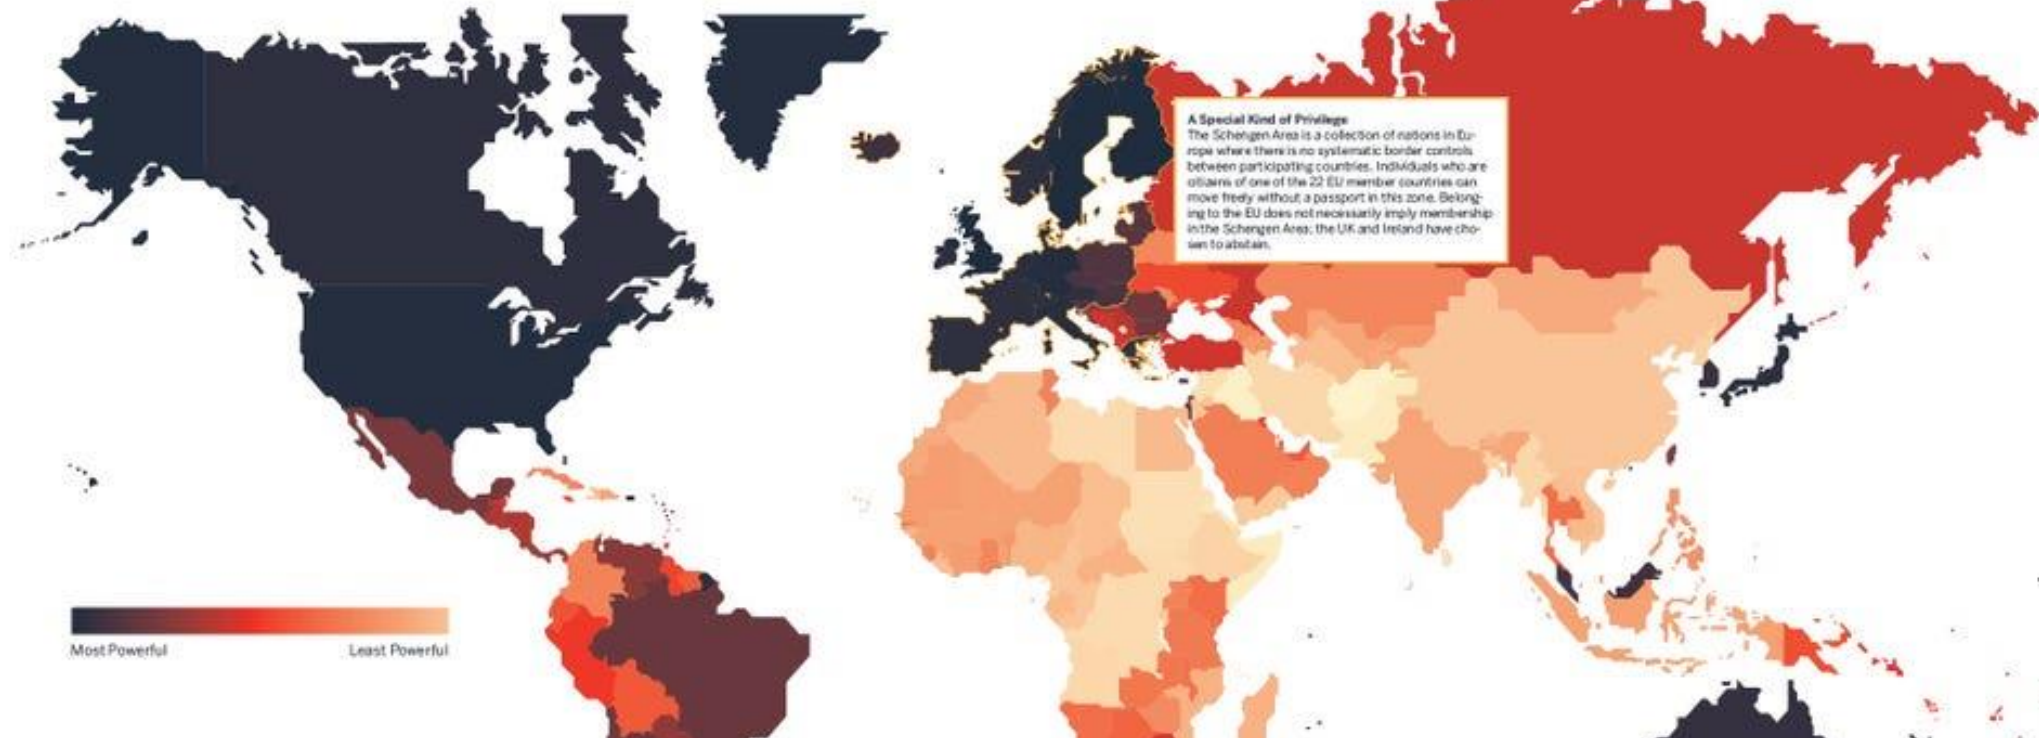 A Special Kind of Privilege
The Schengen Area is a collection of nations in Eu-
rope where there is no systematic border controls
between participating countries. Individuals who are
citizens of one of the 22 EU member countries can
move freely without a passport in this zone. Belong-
ing to the EU does not necessarily imply membership
in the Schengen Area; the UK and Ireland have cho-
sen to abstain.
Most Powerful
Least Powerful